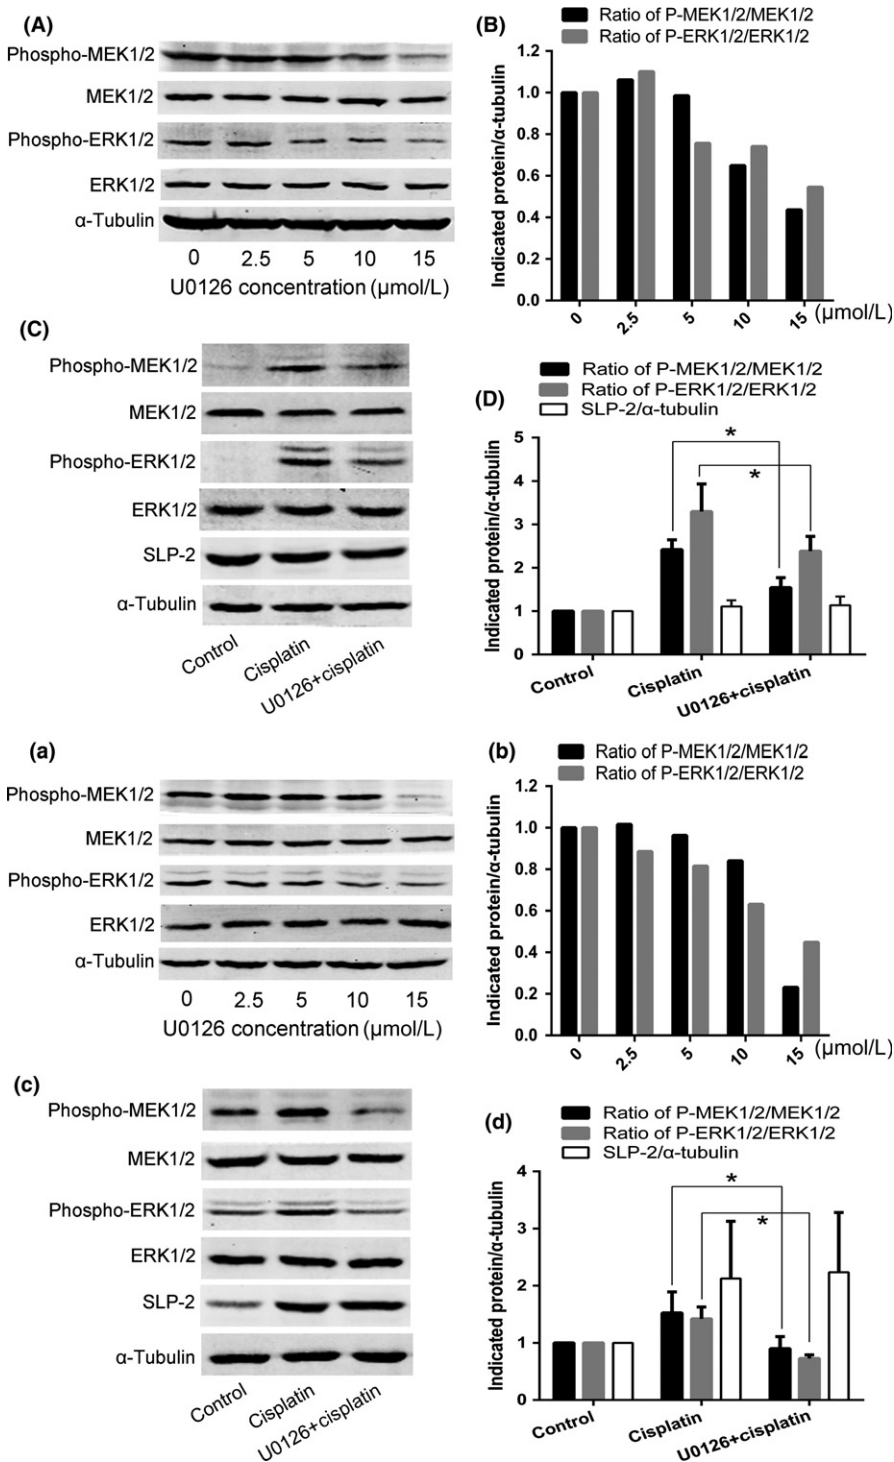 (A)
Phospho-MEK1/2
MEK1/2
Phospho-ERK1/2
ERK1/2
α-Tubulin
0 2.5 5 10 15
U0126 concentration (µmol/L)
(B)
Ratio of P-MEK1/2/MEK1/2
Ratio of P-ERK1/2/ERK1/2
Indicated protein/α-tubulin
1.2
1.0
0.8
0.6
0.4
0.2
0.0
0 2.5 5 10 15 (µmol/L)
(C)
Phospho-MEK1/2
MEK1/2
Phospho-ERK1/2
ERK1/2
SLP-2
α-Tubulin
Control Cisplatin U0126+cisplatin
(D)
Ratio of P-MEK1/2/MEK1/2
Ratio of P-ERK1/2/ERK1/2
SLP-2/α-tubulin
Indicated protein/α-tubulin
5
4
3
2
1
0
*
*
Control Cisplatin U0126+cisplatin
(a)
Phospho-MEK1/2
MEK1/2
Phospho-ERK1/2
ERK1/2
α-Tubulin
0 2.5 5 10 15
U0126 concentration (µmol/L)
(b)
Ratio of P-MEK1/2/MEK1/2
Ratio of P-ERK1/2/ERK1/2
Indicated protein/α-tubulin
1.2
1.0
0.8
0.6
0.4
0.2
0.0
0 2.5 5 10 15 (µmol/L)
(c)
Phospho-MEK1/2
MEK1/2
Phospho-ERK1/2
ERK1/2
SLP-2
α-Tubulin
Control Cisplatin U0126+cisplatin
(d)
Ratio of P-MEK1/2/MEK1/2
Ratio of P-ERK1/2/ERK1/2
SLP-2/α-tubulin
Indicated protein/α-tubulin
4
3
2
1
0
*
*
Control Cisplatin U0126+cisplatin